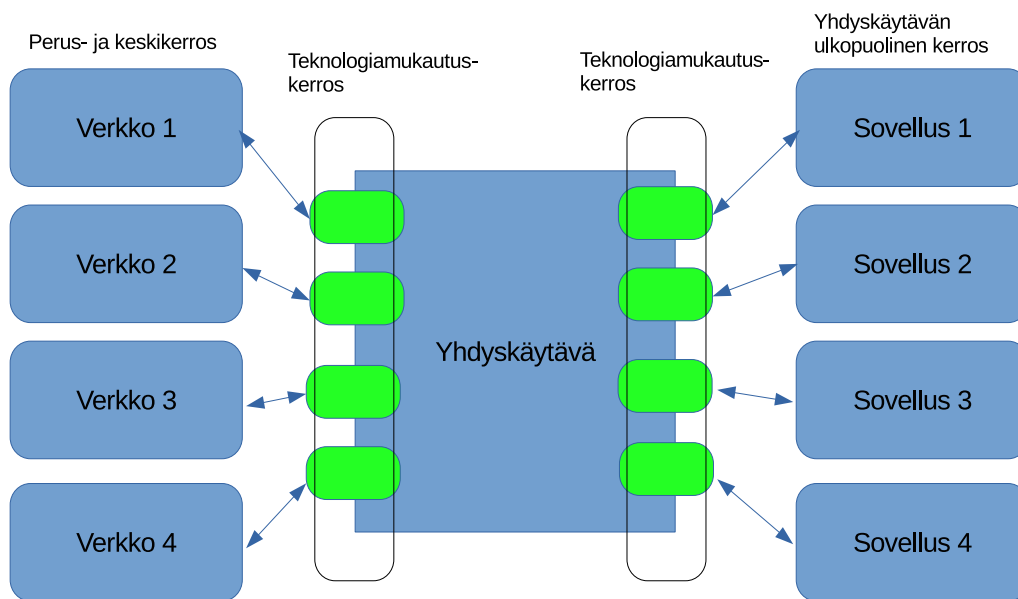 Perus- ja keskikerros
Teknologiamukautus-
kerros
Teknologiamukautus-
kerros
Yhdyskäytävän
ulkopuolinen kerros
Verkko 1
Verkko 2
Verkko 3
Verkko 4
Yhdyskäytävä
Sovellus 1
Sovellus 2
Sovellus 3
Sovellus 4